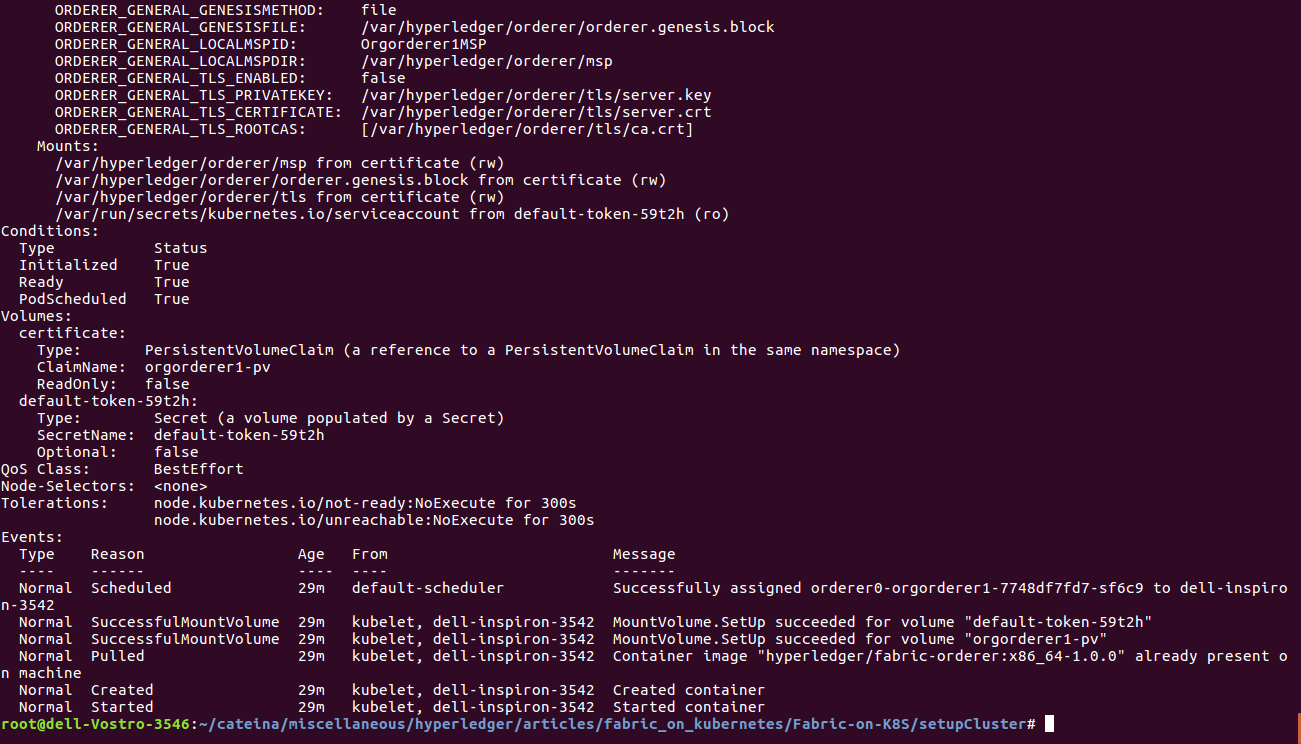 ORDERER_GENERAL_GENESISMETHOD:    file
ORDERER_GENERAL_GENESISFILE:      /var/hyperledger/orderer/orderer.genesis.block
ORDERER_GENERAL_LOCALMSPID:       Orgorderer1MSP
ORDERER_GENERAL_LOCALMSPDIR:      /var/hyperledger/orderer/msp
ORDERER_GENERAL_TLS_ENABLED:      false
ORDERER_GENERAL_TLS_PRIVATEKEY:   /var/hyperledger/orderer/tls/server.key
ORDERER_GENERAL_TLS_CERTIFICATE:  /var/hyperledger/orderer/tls/server.crt
ORDERER_GENERAL_TLS_ROOTCAS:      [/var/hyperledger/orderer/tls/ca.crt]
Mounts:
/var/hyperledger/orderer/msp from certificate (rw)
/var/hyperledger/orderer/orderer.genesis.block from certificate (rw)
/var/hyperledger/orderer/tls from certificate (rw)
/var/run/secrets/kubernetes.io/serviceaccount from default-token-59t2h (ro)
Conditions:
Type           Status
Initialized    True
Ready          True
PodScheduled   True
Volumes:
certificate:
Type:       PersistentVolumeClaim (a reference to a PersistentVolumeClaim in the same namespace)
ClaimName:  orgorderer1-pv
ReadOnly:   false
default-token-59t2h:
Type:        Secret (a volume populated by a Secret)
SecretName:  default-token-59t2h
Optional:    false
QoS Class:       BestEffort
Node-Selectors:  <none>
Tolerations:     node.kubernetes.io/not-ready:NoExecute for 300s
node.kubernetes.io/unreachable:NoExecute for 300s
Events:
Type    Reason                 Age   From                         Message
----    ------                 ----  ----                         -------
Normal  Scheduled              29m   default-scheduler            Successfully assigned orderer0-orgorderer1-7748df7fd7-sf6c9 to dell-inspiro
n-3542
Normal  SuccessfulMountVolume  29m   kubelet, dell-inspiron-3542  MountVolume.SetUp succeeded for volume "default-token-59t2h"
Normal  SuccessfulMountVolume  29m   kubelet, dell-inspiron-3542  MountVolume.SetUp succeeded for volume "orgorderer1-pv"
Normal  Pulled                 29m   kubelet, dell-inspiron-3542  Container image "hyperledger/fabric-orderer:x86_64-1.0.0" already present o
n machine
Normal  Created                29m   kubelet, dell-inspiron-3542  Created container
Normal  Started                29m   kubelet, dell-inspiron-3542  Started container
root@dell-Vostro-3546:~/cateina/miscellaneous/hyperledger/articles/fabric_on_kubernetes/Fabric-on-K8S/setupCluster#